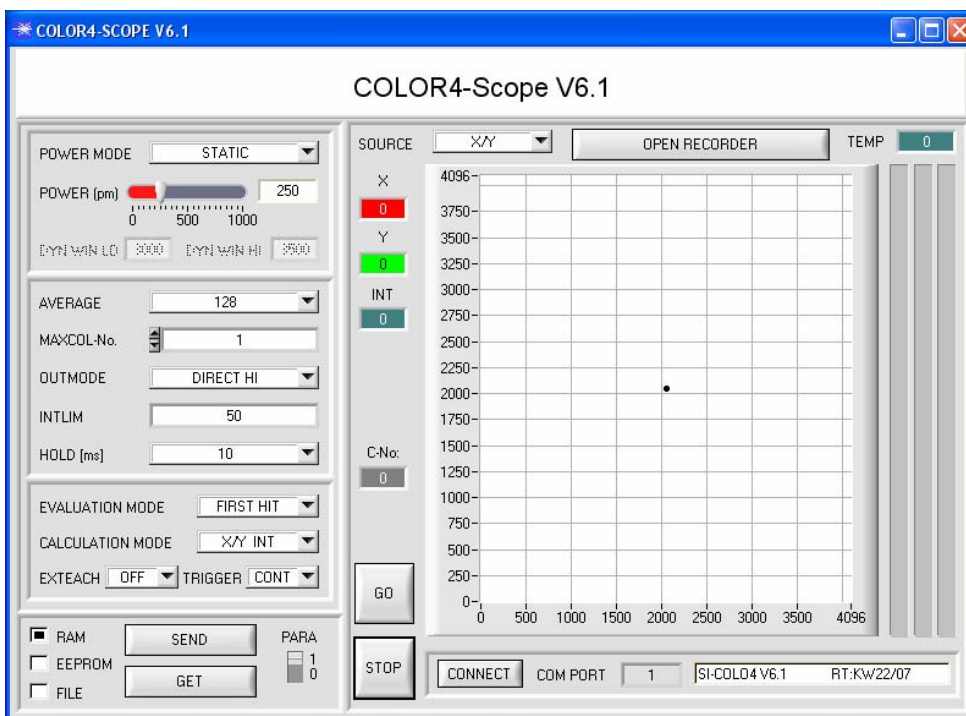 COLOR4-SCOPE V6.1
COLOR4-Scope V6.1
POWER MODE STATIC
POWER (pm) 250
0 500 1000
DYN WIN LO 3000 DYN WIN HI 3500
AVERAGE 128
MAXCOL-No. 1
OUTMODE DIRECT HI
INTLIM 50
HOLD [ms] 10
EVALUATION MODE FIRST HIT
CALCULATION MODE X/Y INT
EXTEACH OFF TRIGGER CONT
RAM
EEPROM
FILE
SEND
GET
PARA
1
0
SOURCE X/Y OPEN RECORDER TEMP 0
X
0
Y
0
INT
0
C-No:
0
GO
STOP
4096
3750
3500
3250
3000
2750
2500
2250
2000
1750
1500
1250
1000
750
500
250
0
0 500 1000 1500 2000 2500 3000 3500 4096
CONNECT COM PORT 1 SI-COLO4 V6.1 RT:KW22/07